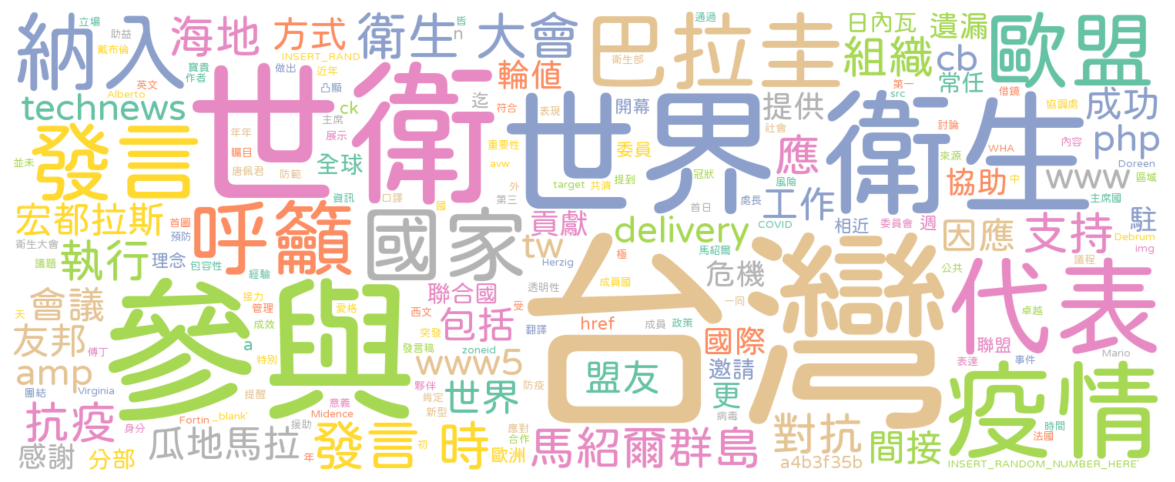 納入
海地
方式
衛生
n
大會
巴拉圭
通過
日內瓦
遺漏
歐盟
立場
皆
助益
戴布倫
INSERT_RAND
衛生部
組織
cb
寶貴
英文
做出
近年
輪值
常任
第一
借鏡
協調處
technews
作者
Alberto
凸顯
世衛
ck
迄
符合
表現
開幕
提供
src
成功
發言
年年
主席
展示
世界衛生
社會
討論
內容
php
矚目
重要性
委員
應
來源
WHA
中
Doreen
並未
唐佩君
防範
全球
avw
外
target
共濟
提到
冠狀
風險
協助
www
區域
資訊
口譯
第三
首日
處長
主席國
宏都拉斯
首圖
呼籲
國
國家
貢獻
工作
COVID
相近
委員會
週
因應
支持
駐
衛生大會
預防
delivery
馬紹爾
Debrum
議題
執行
理念
包容性
經驗
tw
Herzig
極
危機
公共
議程
img
會議
參與
接力
聯合國
透明性
成員國
台灣
一同
代表
天
成效
管理
愛格
西文
受
卓越
友邦
傅丁
特別
突發
包括
翻譯
href
成員
政策
國際
聯盟
表達
事件
a
發言稿
zoneid
Mario
amp
www5
盟友
邀請
疫情
團結
Virginia
提醒
夥伴
肯定
防疫
世界
更
身分
意義
新型
病毒
抗疫
Fortin
_blank'
援助
Midence
應對
時間
瓜地馬拉
發言
初
時
合作
馬紹爾群島
對抗
間接
法國
感謝
分部
年
歐洲
a4b3f35b
INSERT_RANDOM_NUMBER_HERE'